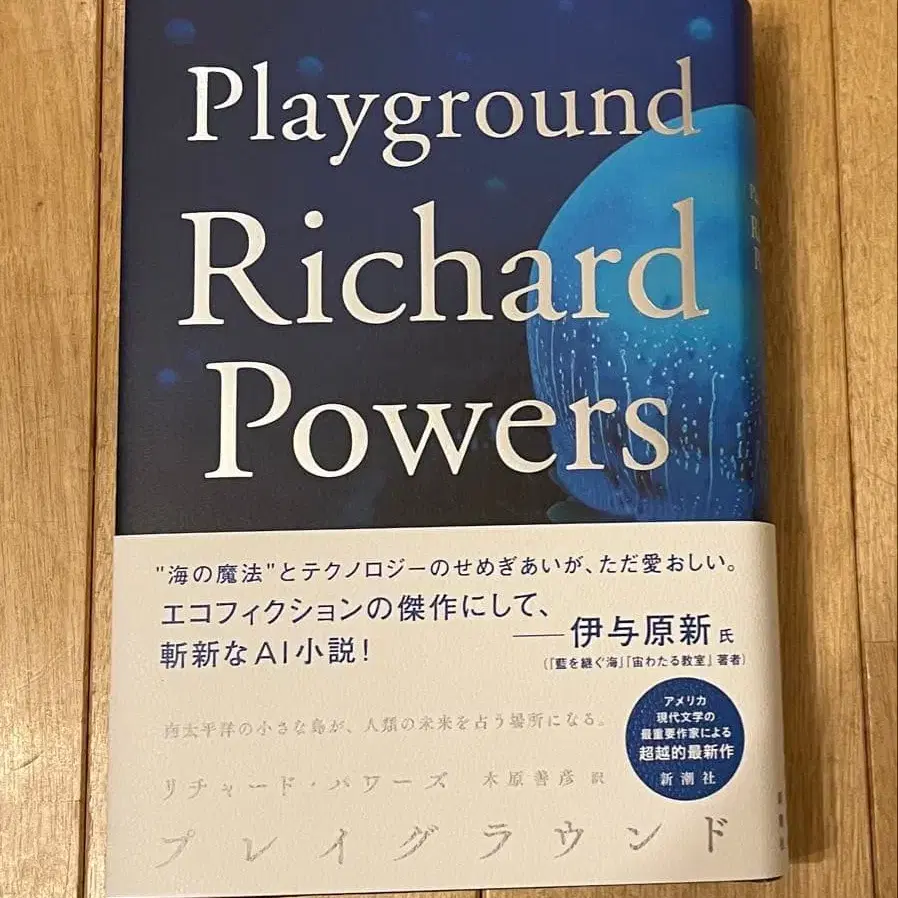 Playground
Richard
Powers
"海の魔法"とテクノロジーのせめぎあいが、ただ愛おしい。
エコフィクションの傑作にして、
斬新なAI小説！
──伊与原新 氏
（『藍を継ぐ海』『宙わたる教室』著者）
南太平洋の小さな島が、人類の未来を占う場所になる。
リチャード・パワーズ 木原善彦 訳
プレイグラウンド
アメリカ
現代文学の
最重要作家による
超越的最新作
新潮社